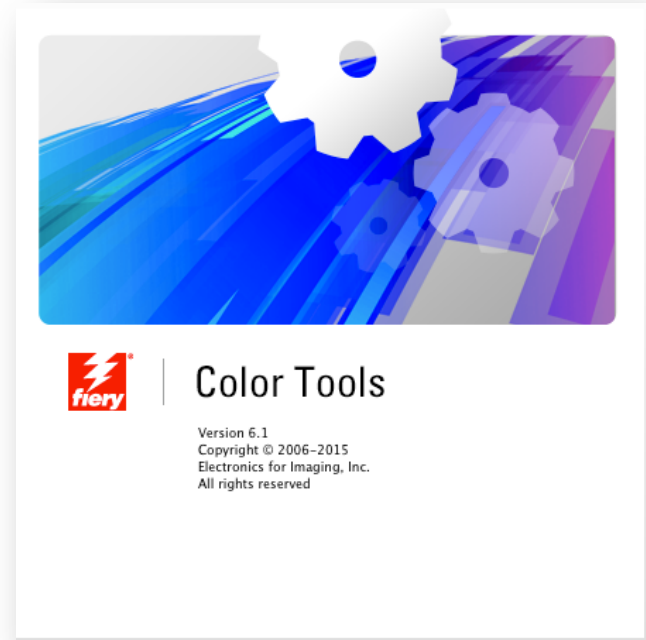 fiery®
Color Tools
Version 6.1
Copyright © 2006–2015
Electronics for Imaging, Inc.
All rights reserved